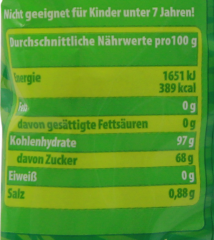 Nicht geeignet für Kinder unter 7 Jahren!
Durchschnittliche Nährwerte pro100 g
Energie 1651 kJ
389 kcal
Fett 0 g
davon gesättigte Fettsäuren 0 g
Kohlenhydrate 97 g
davon Zucker 68 g
Eiweiß 0 g
Salz 0,88 g